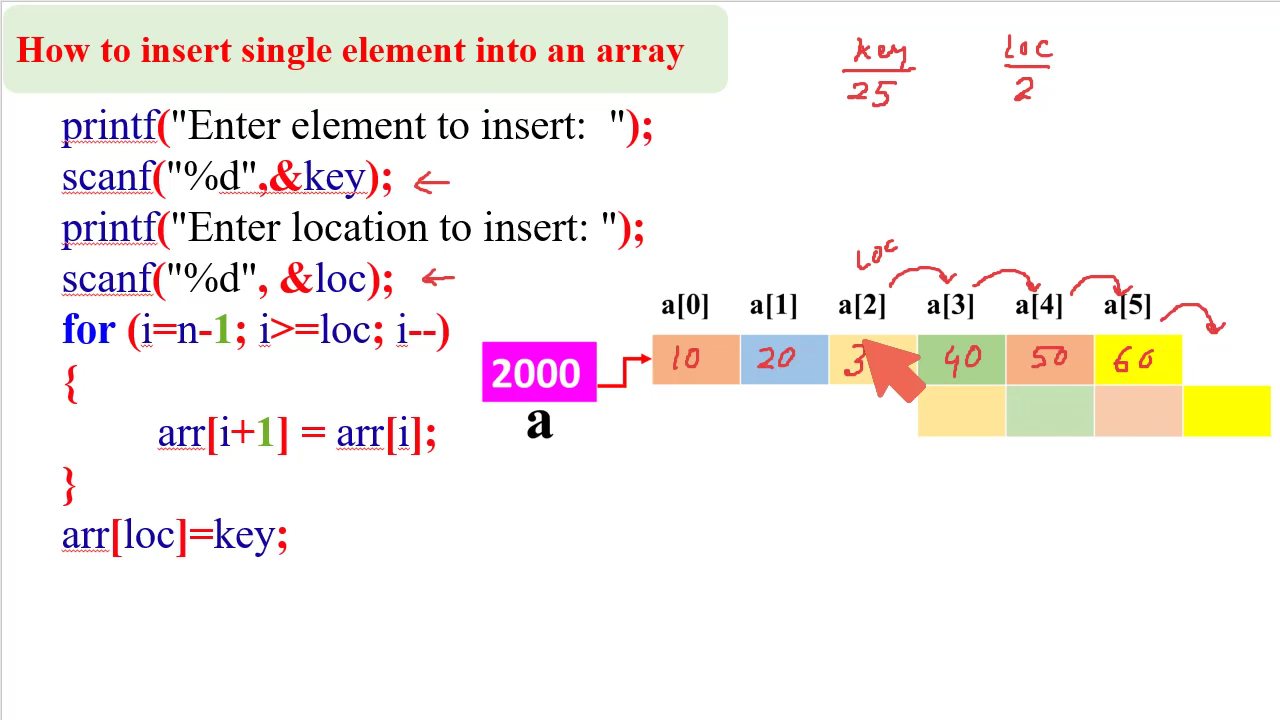 How to insert single element into an array
key loc
25 2
printf("Enter element to insert:  ");
scanf("%d",&key);
printf("Enter location to insert: ");
scanf("%d", &loc);
for (i=n-1; i>=loc; i--)
{
arr[i+1] = arr[i];
}
arr[loc]=key;
LOC
a[0] a[1] a[2] a[3] a[4] a[5]
2000 10 20 3 40 50 60
a